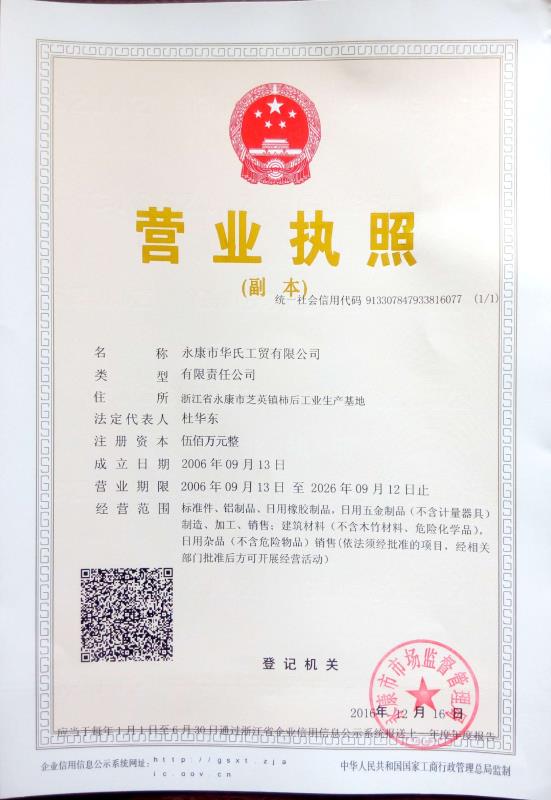 营业执照
(副 本)
统一社会信用代码 913307847933816077 (1/1)
名 称 永康市华氏工贸有限公司
类 型 有限责任公司
住 所 浙江省永康市芝英镇柿后工业生产基地
法定代表人 杜华东
注册资本 伍佰万元整
成立日期 2006年09月13日
营业期限 2006年09月13日 至 2026年09月12日止
经营范围 标准件、铝制品、日用橡胶制品,日用五金制品(不含计量器具)
制造、加工、销售;建筑材料(不含木竹材料、危险化学品),
日用杂品(不含危险物品)销售(依法须经批准的项目,经相关
部门批准后方可开展经营活动)
登记机关
永康市市场监督管理局
2016年 12 月 16 日
应当于每年1月1日至6月30日通过浙江省企业信用信息公示系统报送上一年度年度报告
企业信用信息公示系统网址: http://gsxt.zja
ic.gov.cn
中华人民共和国国家工商行政管理总局监制